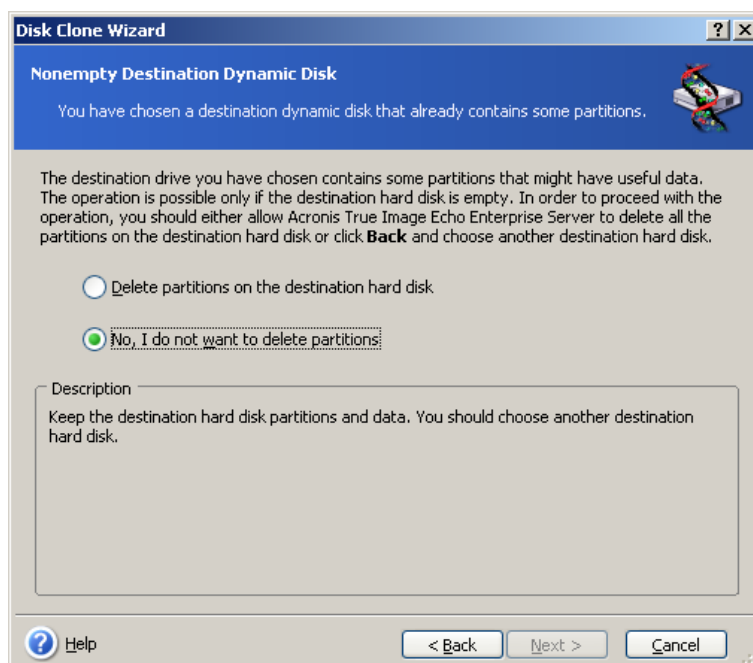 Disk Clone Wizard
Nonempty Destination Dynamic Disk
You have chosen a destination dynamic disk that already contains some partitions.
The destination drive you have chosen contains some partitions that might have useful data.
The operation is possible only if the destination hard disk is empty. In order to proceed with the
operation, you should either allow Acronis True Image Echo Enterprise Server to delete all the
partitions on the destination hard disk or click Back and choose another destination hard disk.
Delete partitions on the destination hard disk
No, I do not want to delete partitions
Description
Keep the destination hard disk partitions and data. You should choose another destination
hard disk.
? Help
< Back
Next >
Cancel